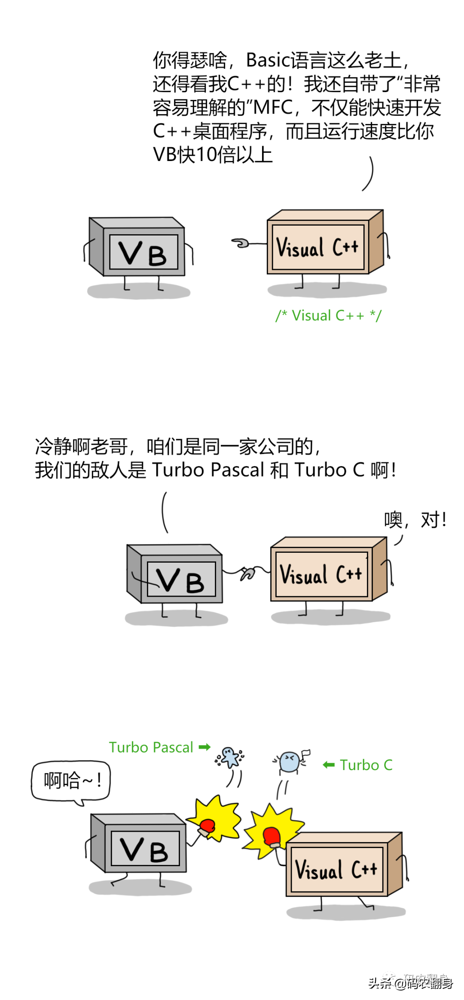 你得瑟啥，Basic语言这么老土，
还得看我C++的！我还自带了“非常
容易理解的”MFC，不仅能快速开发
C++桌面程序，而且运行速度比你
VB快10倍以上
VB
Visual C++
/* Visual C++ */
冷静啊老哥，咱们是同一家公司的，
我们的敌人是 Turbo Pascal 和 Turbo C 啊！
噢，对！
VB
Visual C++
Turbo Pascal ➡
⬅ Turbo C
啊哈~！
VB
Visual C++
码农翻身
头条 @码农翻身